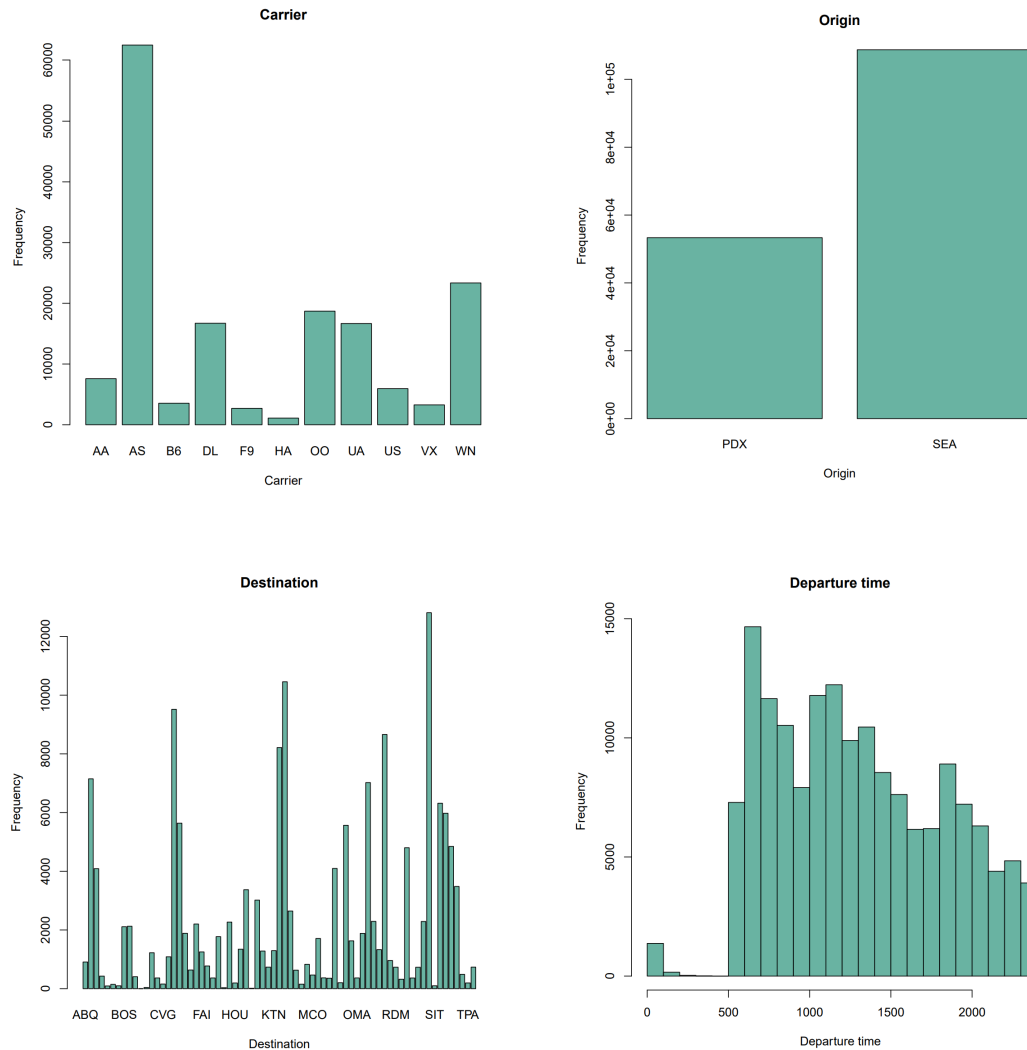 Carrier
Frequency
0
10000
20000
30000
40000
50000
60000
AA AS B6 DL F9 HA OO UA US VX WN
Carrier
Origin
Frequency
0e+00
2e+04
4e+04
6e+04
8e+04
1e+05
PDX SEA
Origin
Destination
Frequency
0
2000
4000
6000
8000
10000
12000
ABQ BOS CVG FAI HOU KTN MCO OMA RDM SIT TPA
Destination
Departure time
Frequency
0
5000
10000
15000
0 500 1000 1500 2000
Departure time